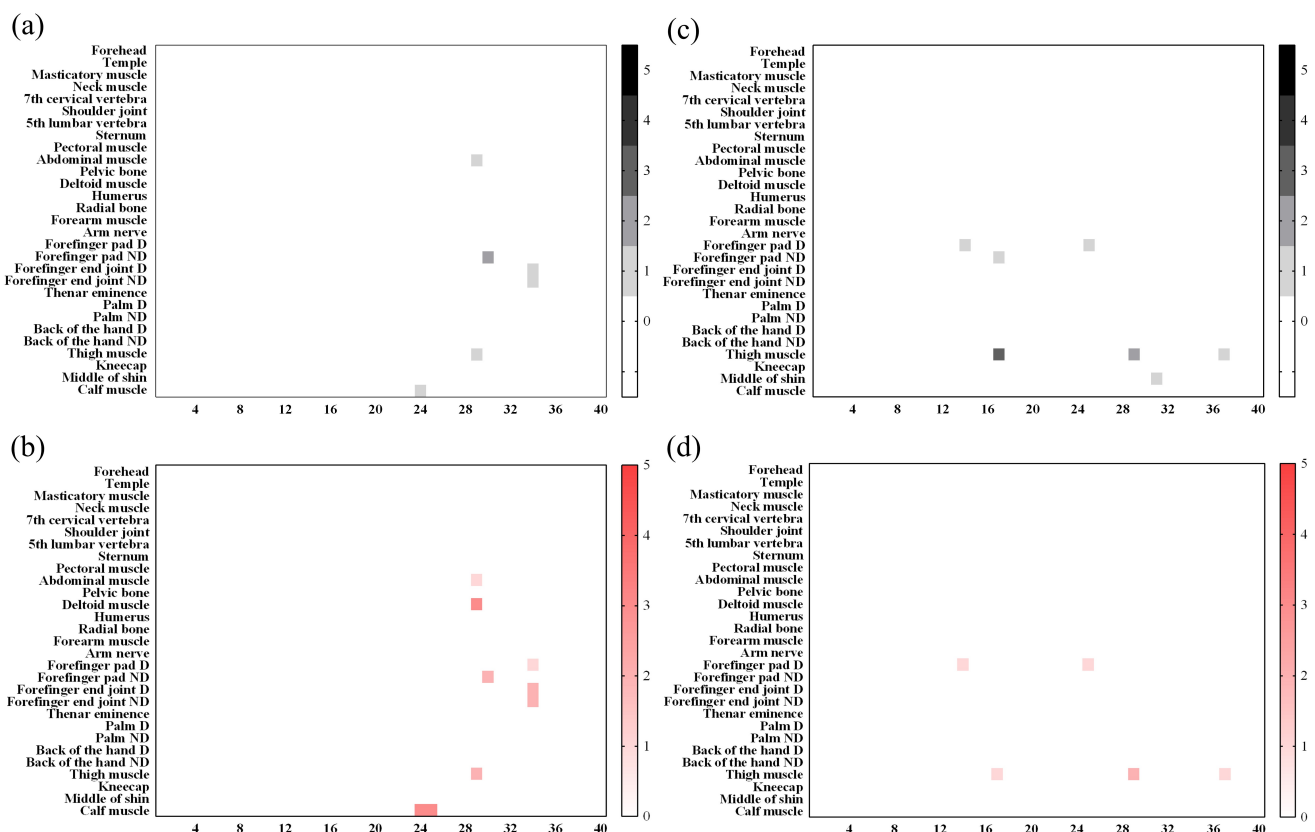 (a)
Forehead
Temple
Masticatory muscle
Neck muscle
7th cervical vertebra
Shoulder joint
5th lumbar vertebra
Sternum
Pectoral muscle
Abdominal muscle
Pelvic bone
Deltoid muscle
Humerus
Radial bone
Forearm muscle
Arm nerve
Forefinger pad D
Forefinger pad ND
Forefinger end joint D
Forefinger end joint ND
Thenar eminence
Palm D
Palm ND
Back of the hand D
Back of the hand ND
Thigh muscle
Kneecap
Middle of shin
Calf muscle
4 8 12 16 20 24 28 32 36 40
5
4
3
2
1
0
(c)
Forehead
Temple
Masticatory muscle
Neck muscle
7th cervical vertebra
Shoulder joint
5th lumbar vertebra
Sternum
Pectoral muscle
Abdominal muscle
Pelvic bone
Deltoid muscle
Humerus
Radial bone
Forearm muscle
Arm nerve
Forefinger pad D
Forefinger pad ND
Forefinger end joint D
Forefinger end joint ND
Thenar eminence
Palm D
Palm ND
Back of the hand D
Back of the hand ND
Thigh muscle
Kneecap
Middle of shin
Calf muscle
4 8 12 16 20 24 28 32 36 40
5
4
3
2
1
0
(b)
Forehead
Temple
Masticatory muscle
Neck muscle
7th cervical vertebra
Shoulder joint
5th lumbar vertebra
Sternum
Pectoral muscle
Abdominal muscle
Pelvic bone
Deltoid muscle
Humerus
Radial bone
Forearm muscle
Arm nerve
Forefinger pad D
Forefinger pad ND
Forefinger end joint D
Forefinger end joint ND
Thenar eminence
Palm D
Palm ND
Back of the hand D
Back of the hand ND
Thigh muscle
Kneecap
Middle of shin
Calf muscle
4 8 12 16 20 24 28 32 36 40
5
4
3
2
1
0
(d)
Forehead
Temple
Masticatory muscle
Neck muscle
7th cervical vertebra
Shoulder joint
5th lumbar vertebra
Sternum
Pectoral muscle
Abdominal muscle
Pelvic bone
Deltoid muscle
Humerus
Radial bone
Forearm muscle
Arm nerve
Forefinger pad D
Forefinger pad ND
Forefinger end joint D
Forefinger end joint ND
Thenar eminence
Palm D
Palm ND
Back of the hand D
Back of the hand ND
Thigh muscle
Kneecap
Middle of shin
Calf muscle
4 8 12 16 20 24 28 32 36 40
5
4
3
2
1
0